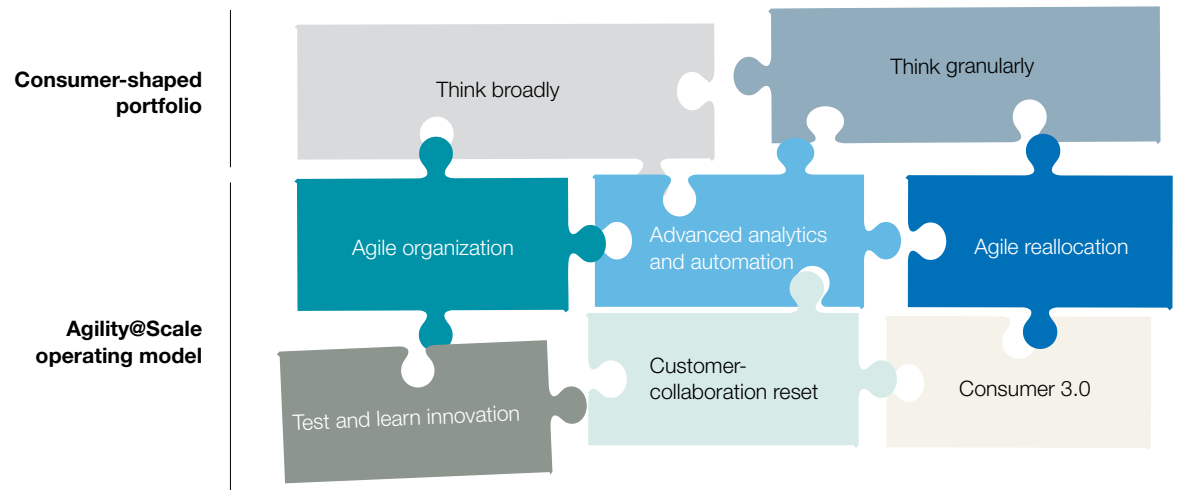 Consumer-shaped
portfolio
Think broadly
Think granularly
Agility@Scale
operating model
Agile organization
Advanced analytics
and automation
Agile reallocation
Test and learn innovation
Customer-
collaboration reset
Consumer 3.0